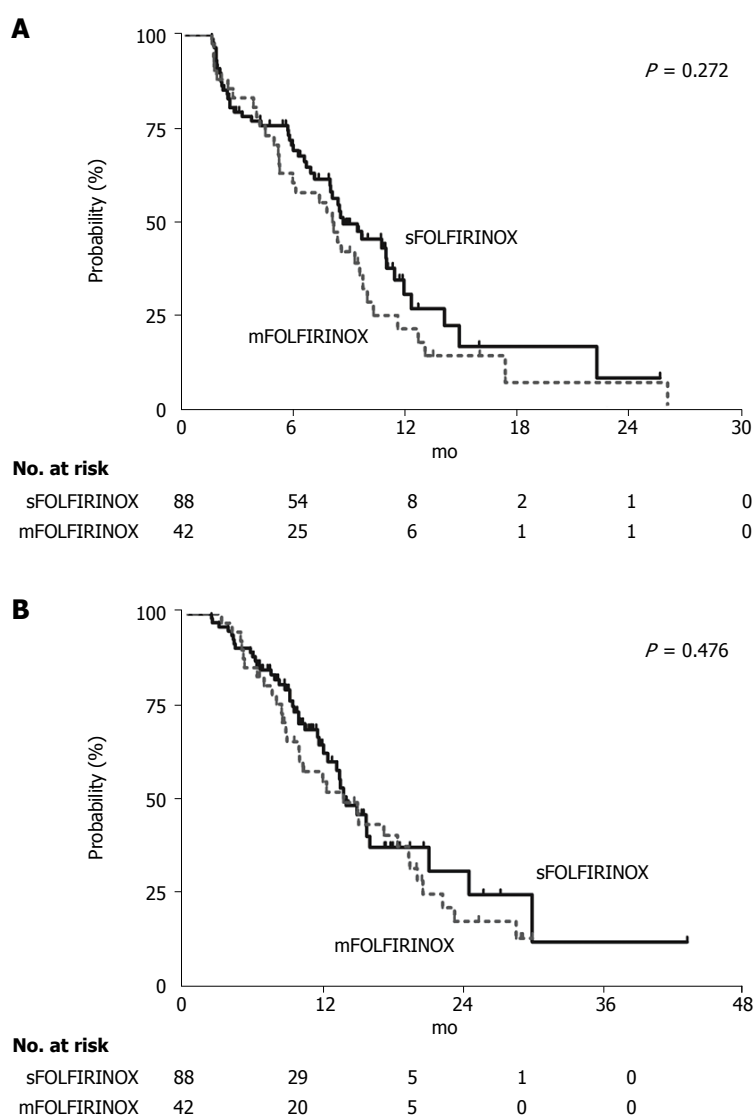 A
100
75
50
25
0
Probability (%)
P = 0.272
sFOLFIRINOX
mFOLFIRINOX
0 6 12 18 24 30
mo
No. at risk
sFOLFIRINOX 88 54 8 2 1 0
mFOLFIRINOX 42 25 6 1 1 0
B
100
75
50
25
0
Probability (%)
P = 0.476
sFOLFIRINOX
mFOLFIRINOX
0 12 24 36 48
mo
No. at risk
sFOLFIRINOX 88 29 5 1 0
mFOLFIRINOX 42 20 5 0 0